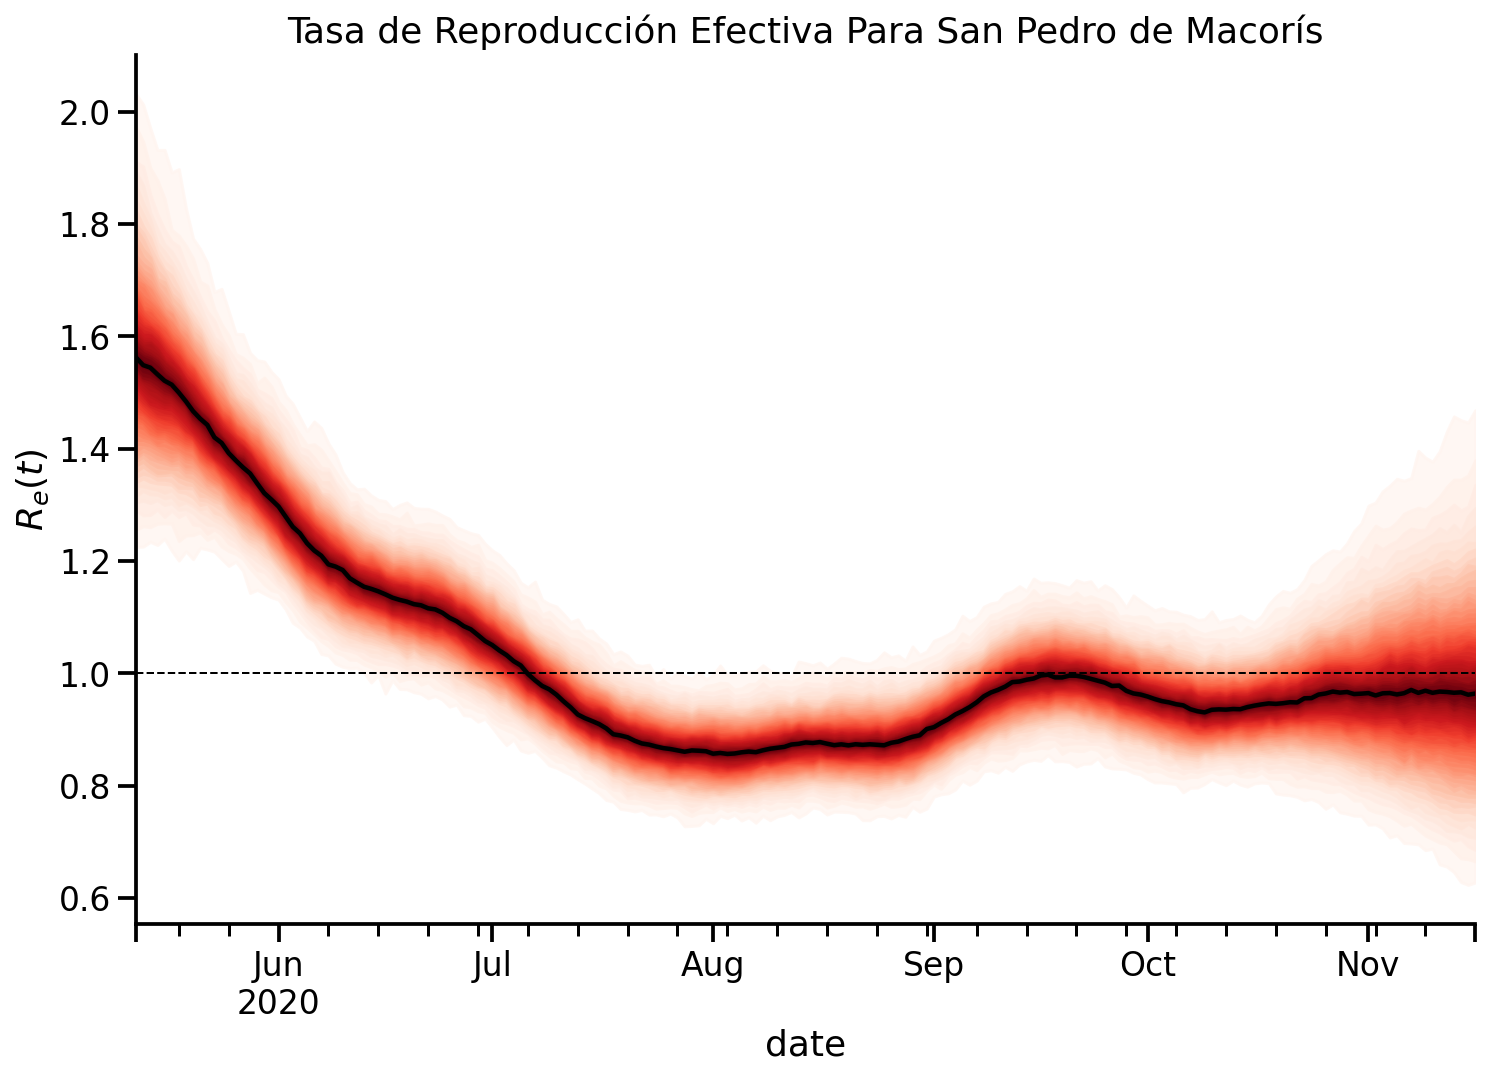 Tasa de Reproducción Efectiva Para San Pedro de Macorís
2.0
1.8
1.6
1.4
1.2
1.0
0.8
0.6
Re(t)
Jun Jul Aug Sep Oct Nov
2020
date